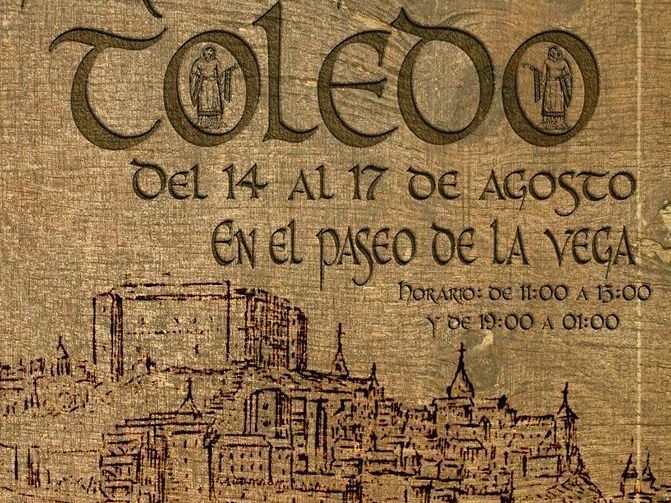 TOLEDO
DEL 14 AL 17 DE AGOSTO
EN EL PASEO DE LA VEGA
HORARIO: DE 11:00 A 15:00
Y DE 19:00 A 01:00